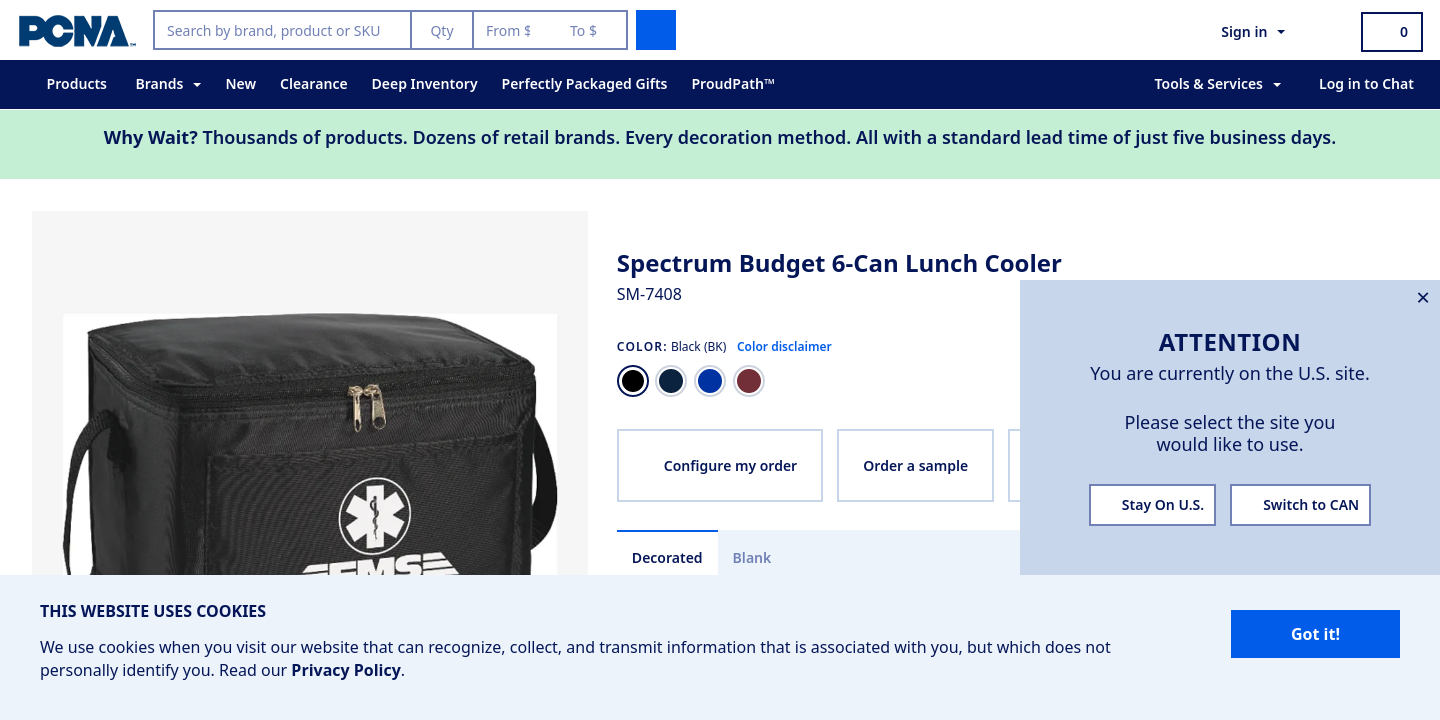 PCNA™
Search by brand, product or SKU
Qty
From $
To $
Sign in
0
Products
Brands
New
Clearance
Deep Inventory
Perfectly Packaged Gifts
ProudPath™
Tools & Services
Log in to Chat
Why Wait? Thousands of products. Dozens of retail brands. Every decoration method. All with a standard lead time of just five business days.
Spectrum Budget 6-Can Lunch Cooler
SM-7408
COLOR: Black (BK) Color disclaimer
Configure my order
Order a sample
Decorated
Blank
EMS
×
ATTENTION
You are currently on the U.S. site.
Please select the site you
would like to use.
Stay On U.S.
Switch to CAN
THIS WEBSITE USES COOKIES
We use cookies when you visit our website that can recognize, collect, and transmit information that is associated with you, but which does not
personally identify you. Read our Privacy Policy.
Got it!